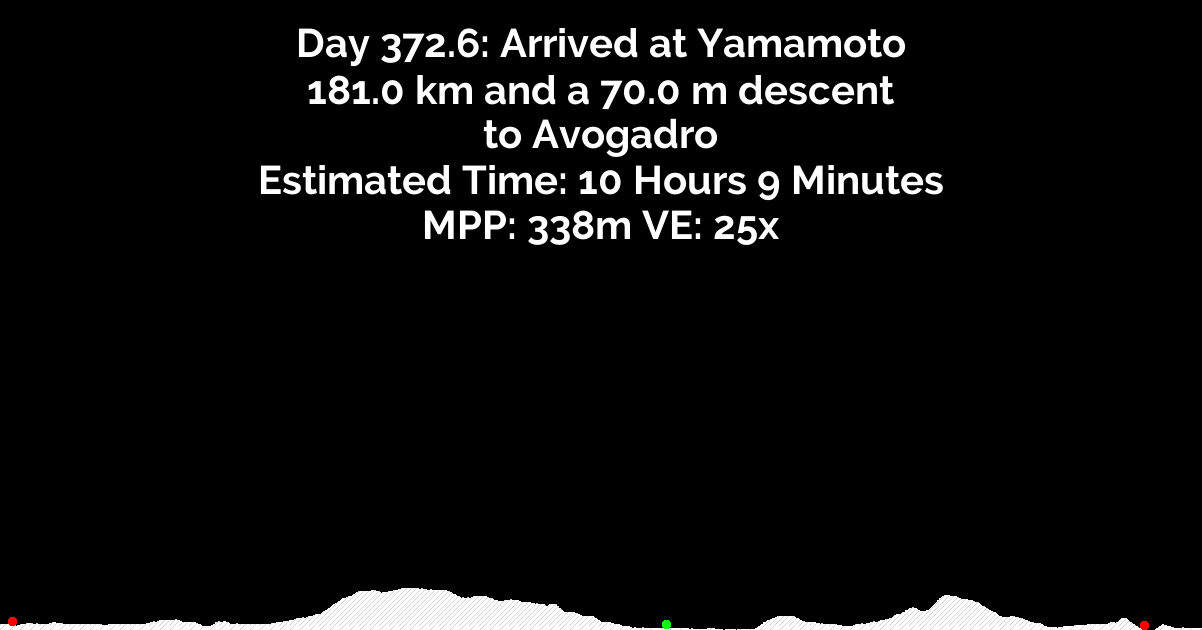 Day 372.6: Arrived at Yamamoto
181.0 km and a 70.0 m descent
to Avogadro
Estimated Time: 10 Hours 9 Minutes
MPP: 338m VE: 25x